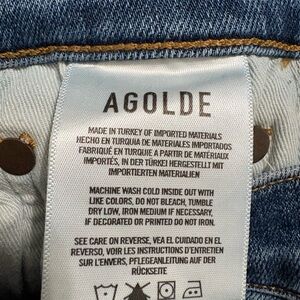 AGOLDE
MADE IN TURKEY OF IMPORTED MATERIALS
HECHO EN TURQUIA DE MATERIALES IMPORTADOS
FABRIQUÉ EN TURQUIE A PARTIR DE MATÉRIAUX
IMPORTÉS, IN DER TÜRKEI HERGESTELLT MIT
IMPORTIERTEN MATERIALIEN
MACHINE WASH COLD INSIDE OUT WITH
LIKE COLORS, DO NOT BLEACH, TUMBLE
DRY LOW, IRON MEDIUM IF NECESSARY,
IF DECORATED OR PRINTED DO NOT IRON.
SEE CARE ON REVERSE, VEA EL CUIDADO EN EL
REVERSO, VOIR LES INSTRUCTIONS D'ENTRETIEN
SUR L'ENVERS, PFLEGEANLEITUNG AUF DER
RÜCKSEITE